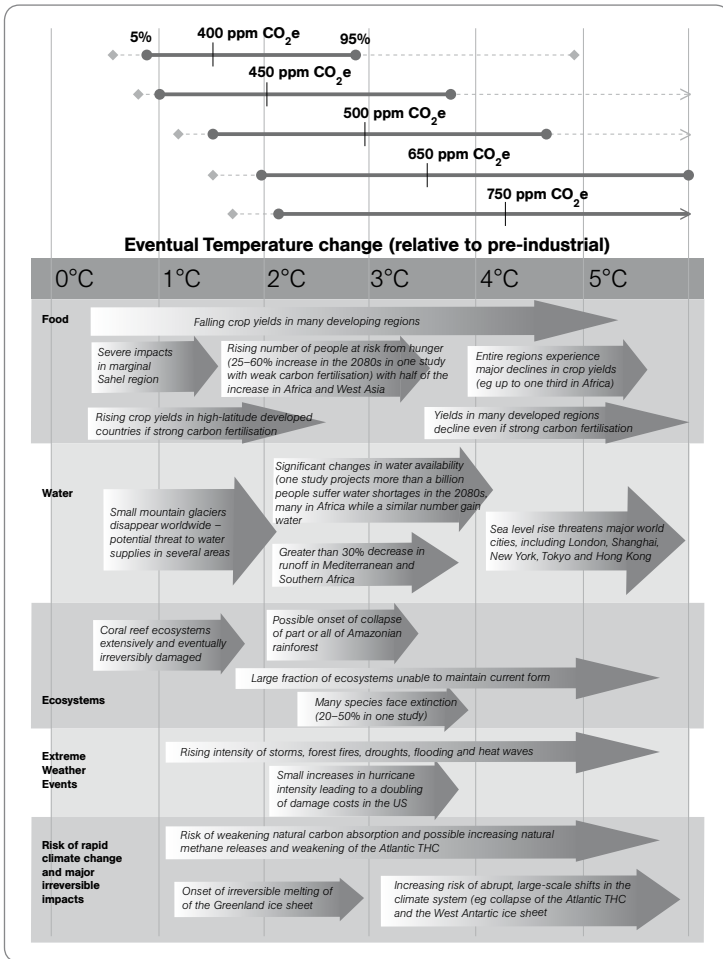 5%
400 ppm CO2e
95%
450 ppm CO2e
500 ppm CO2e
650 ppm CO2e
750 ppm CO2e
Eventual Temperature change (relative to pre-industrial)
0°C 1°C 2°C 3°C 4°C 5°C
Food
Falling crop yields in many developing regions
Severe impacts
in marginal
Sahel region
Rising number of people at risk from hunger
(25–60% increase in the 2080s in one study
with weak carbon fertilisation) with half of the
increase in Africa and West Asia
Entire regions experience
major declines in crop yields
(eg up to one third in Africa)
Rising crop yields in high-latitude developed
countries if strong carbon fertilisation
Yields in many developed regions
decline even if strong carbon fertilisation
Water
Small mountain glaciers
disappear worldwide –
potential threat to water
supplies in several areas
Significant changes in water availability
(one study projects more than a billion
people suffer water shortages in the 2080s,
many in Africa while a similar number gain
water
Greater than 30% decrease in
runoff in Mediterranean and
Southern Africa
Sea level rise threatens major world
cities, including London, Shanghai,
New York, Tokyo and Hong Kong
Ecosystems
Coral reef ecosystems
extensively and eventually
irreversibly damaged
Possible onset of collapse
of part or all of Amazonian
rainforest
Large fraction of ecosystems unable to maintain current form
Many species face extinction
(20–50% in one study)
Extreme
Weather
Events
Rising intensity of storms, forest fires, droughts, flooding and heat waves
Small increases in hurricane
intensity leading to a doubling
of damage costs in the US
Risk of rapid
climate change
and major
irreversible
impacts
Risk of weakening natural carbon absorption and possible increasing natural
methane releases and weakening of the Atlantic THC
Onset of irreversible melting of
of the Greenland ice sheet
Increasing risk of abrupt, large-scale shifts in the
climate system (eg collapse of the Atlantic THC
and the West Antartic ice sheet